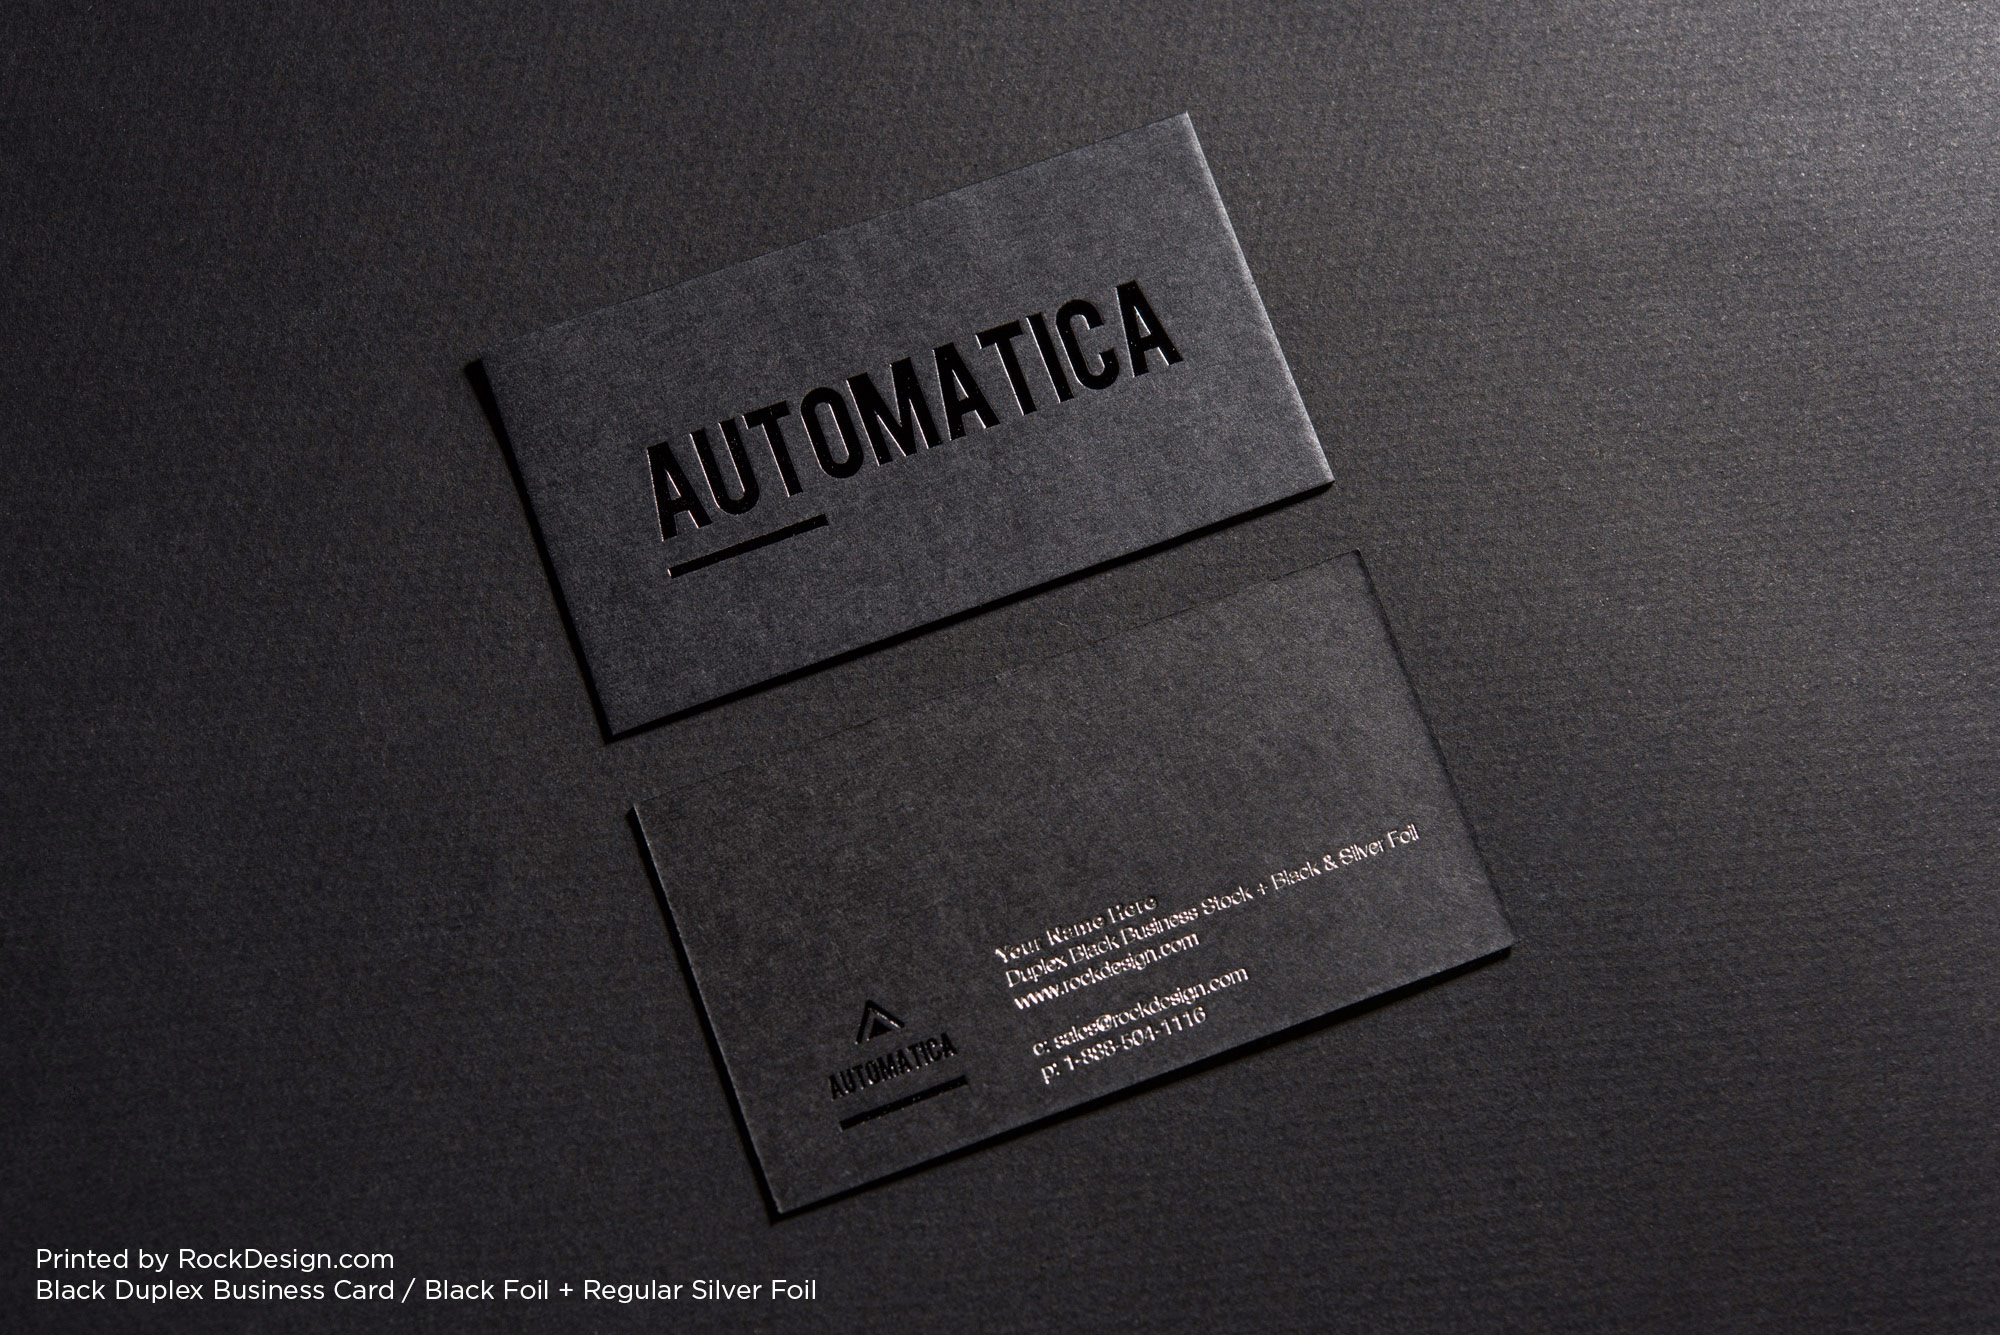 AUTOMATICA
Your Name Here
Duplex Black Business Stock + Black & Silver Foil
www.rockdesign.com
e: sales@rockdesign.com
p: 1-888-504-1116
AUTOMATICA
Printed by RockDesign.com
Black Duplex Business Card / Black Foil + Regular Silver Foil